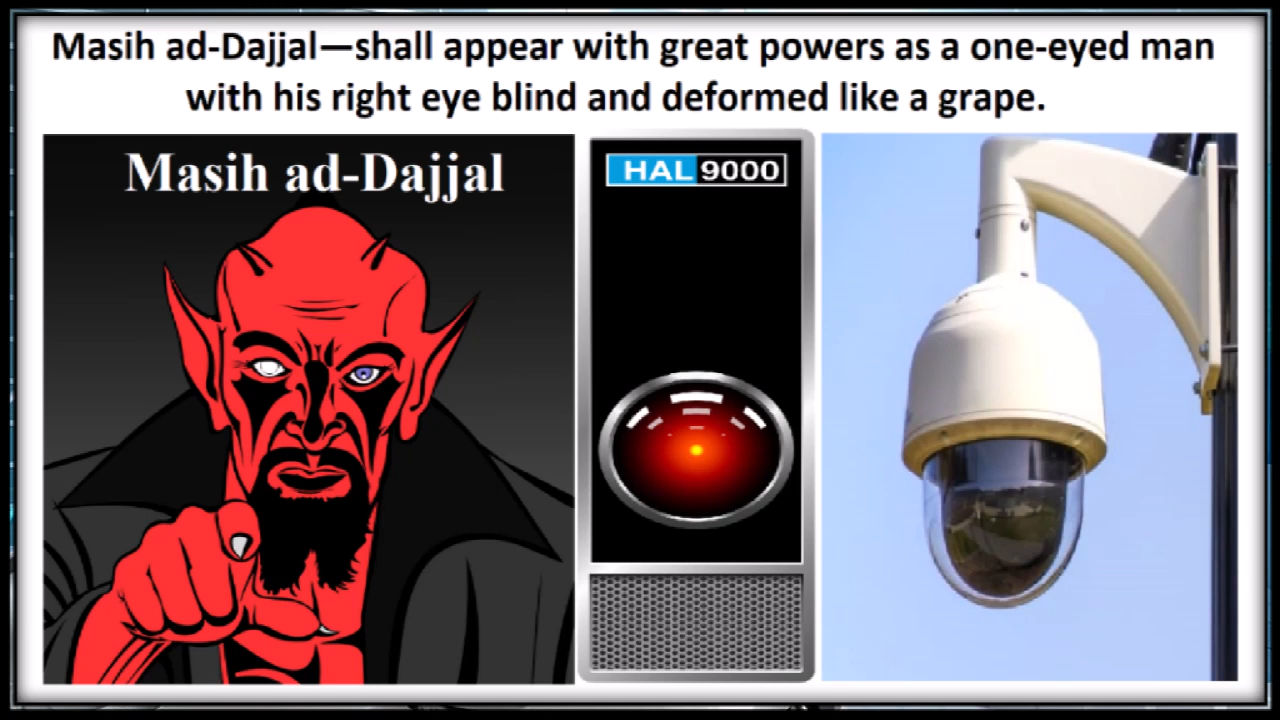 Masih ad-Dajjal—shall appear with great powers as a one-eyed man
with his right eye blind and deformed like a grape.
Masih ad-Dajjal
HAL 9000